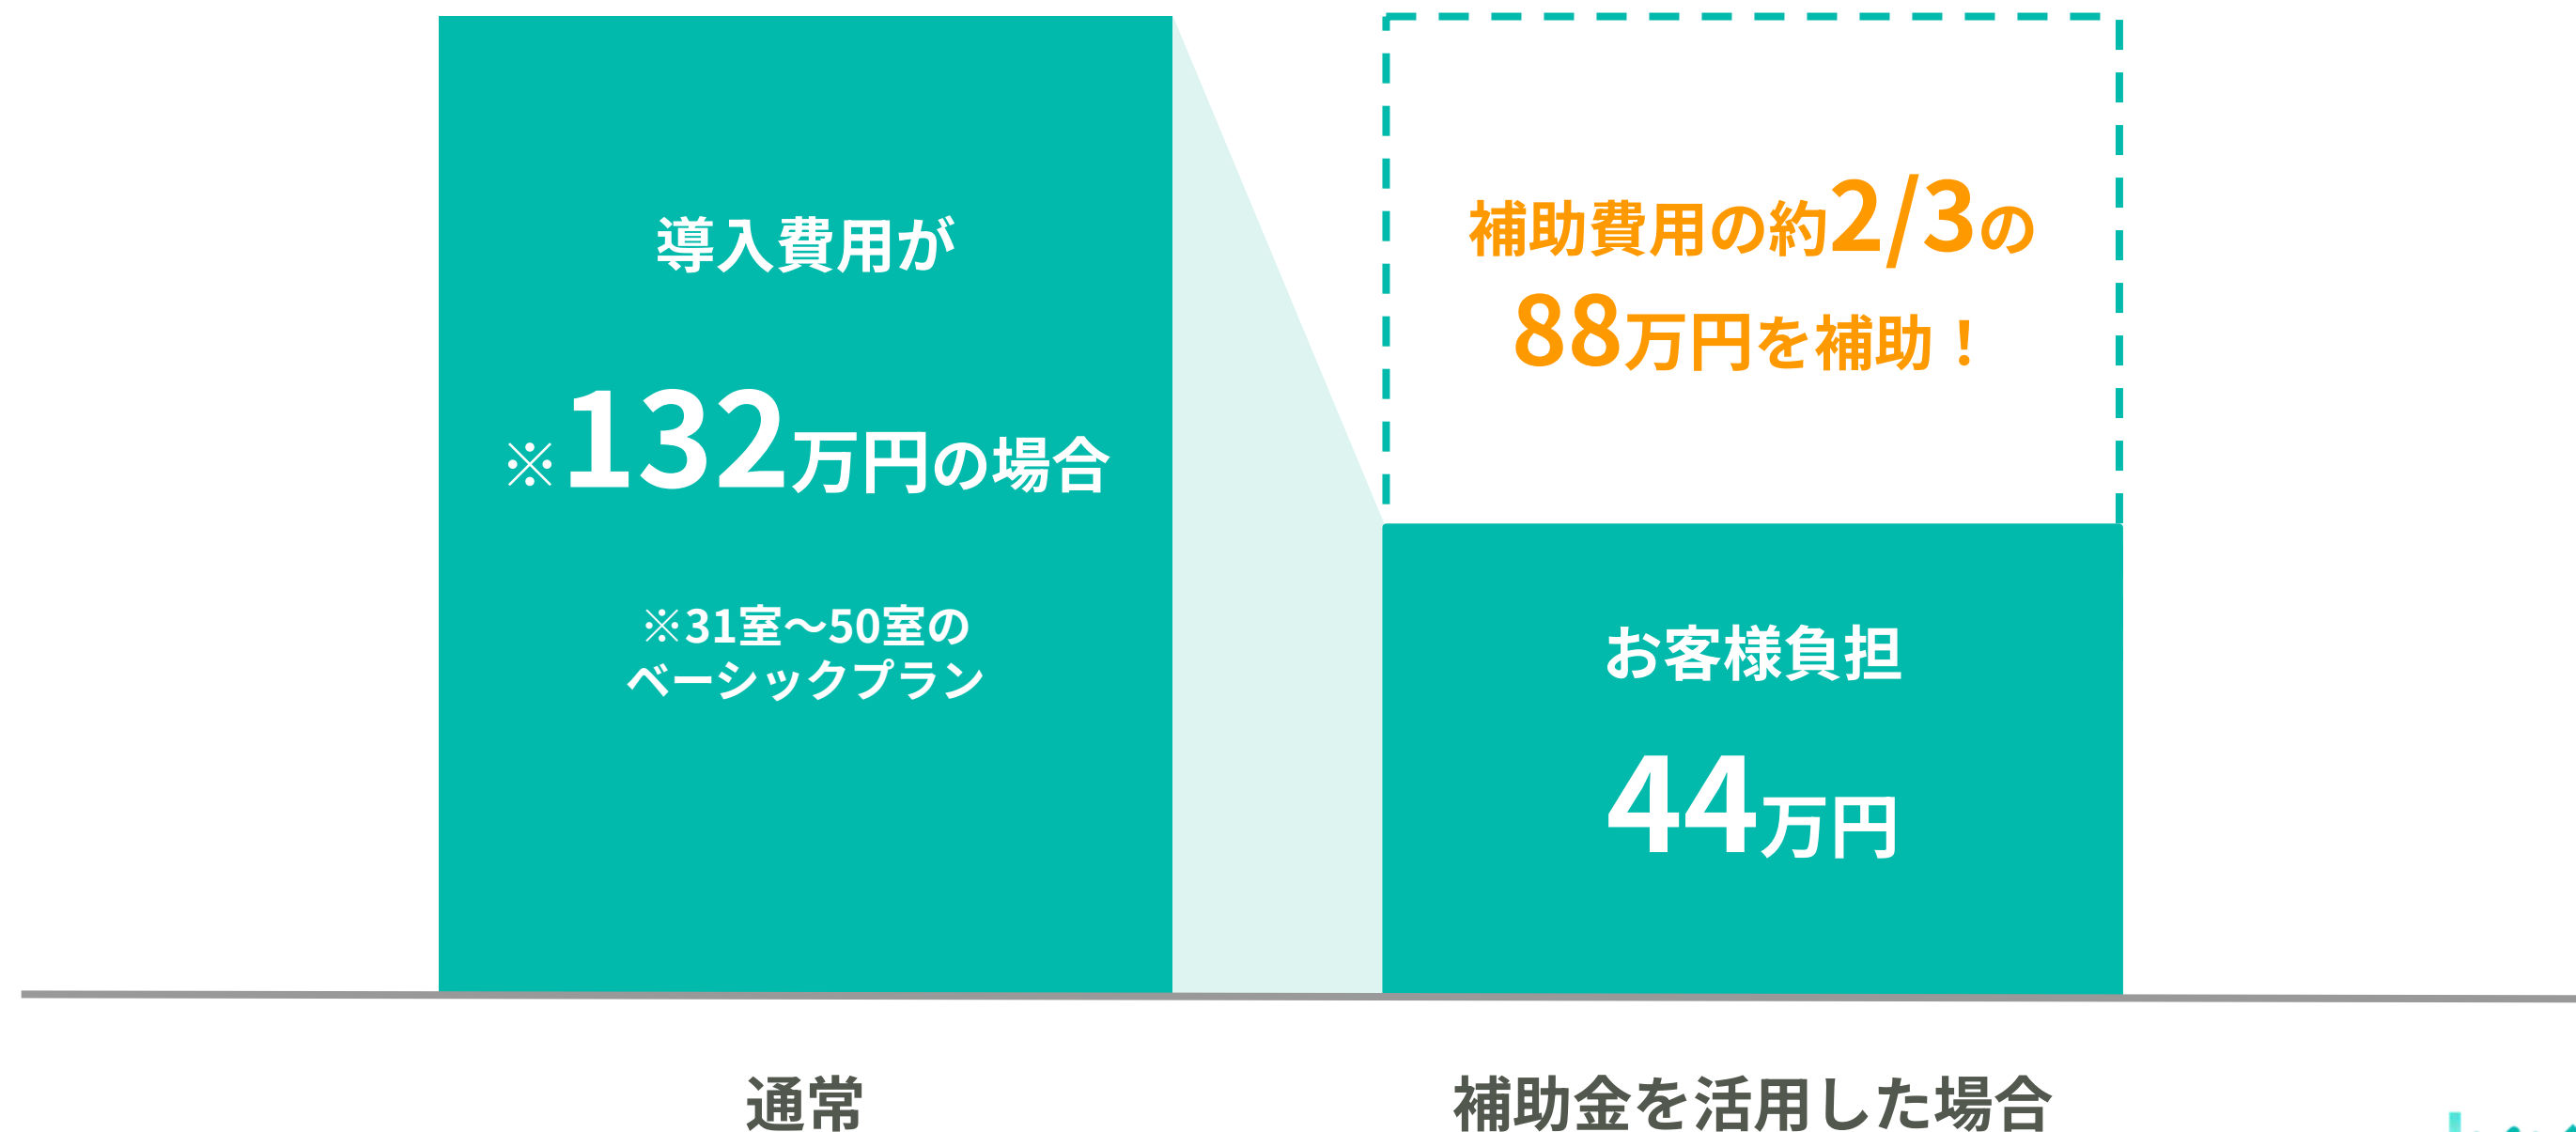 導入費用が
※132万円の場合
※31室〜50室の
ベーシックプラン
補助費用の約2/3の
88万円を補助！
お客様負担
44万円
通常
補助金を活用した場合